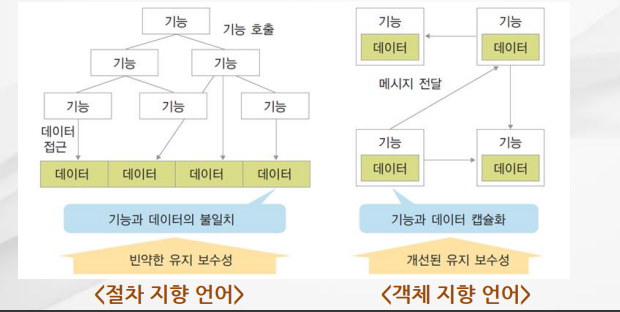 기능
기능 호출
기능
기능
기능
기능
기능
데이터
접근
데이터
데이터
데이터
데이터
기능과 데이터의 불일치
빈약한 유지 보수성
<절차 지향 언어>
기능
데이터
기능
데이터
메시지 전달
기능
데이터
기능
데이터
기능과 데이터 캡슐화
개선된 유지 보수성
<객체 지향 언어>